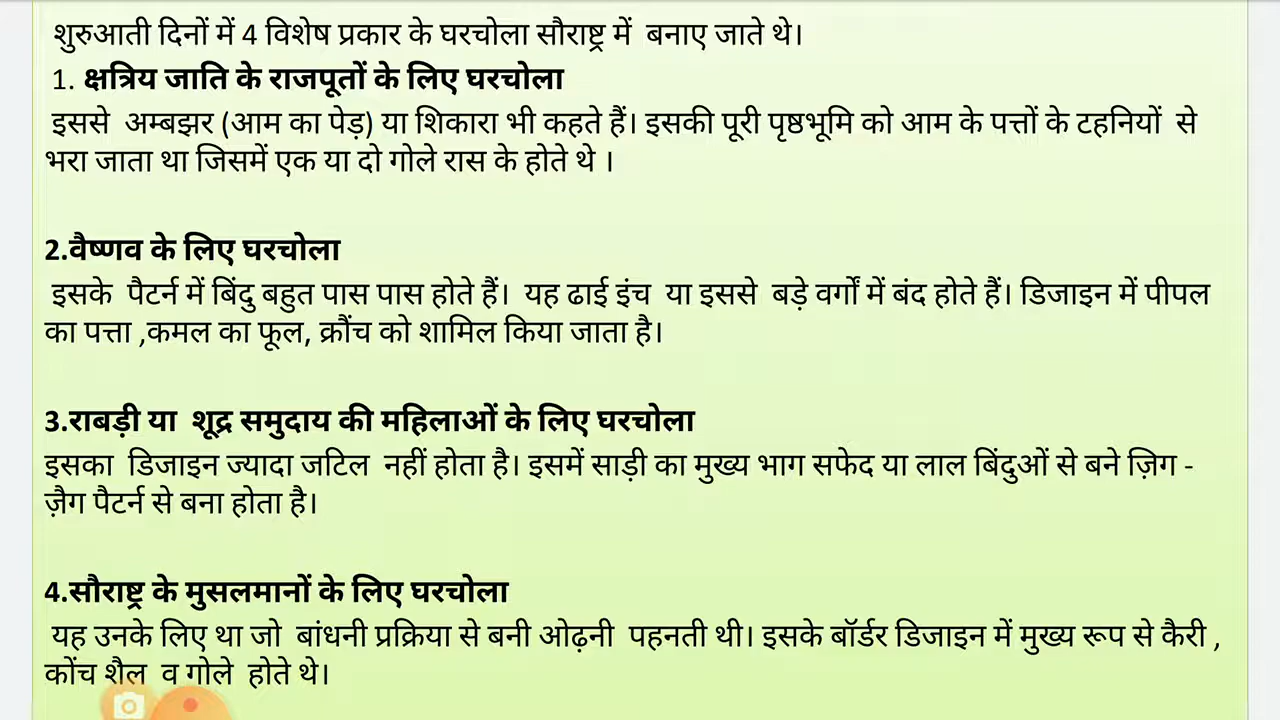 शुरुआती दिनों में 4 विशेष प्रकार के घरचोला सौराष्ट्र में बनाए जाते थे।
1. क्षत्रिय जाति के राजपूतों के लिए घरचोला
इससे अम्बझर (आम का पेड़) या शिकारा भी कहते हैं। इसकी पूरी पृष्ठभूमि को आम के पत्तों के टहनियों से
भरा जाता था जिसमें एक या दो गोले रास के होते थे ।
2.वैष्णव के लिए घरचोला
इसके पैटर्न में बिंदु बहुत पास पास होते हैं। यह ढाई इंच या इससे बड़े वर्गों में बंद होते हैं। डिजाइन में पीपल
का पत्ता ,कमल का फूल, क्रौंच को शामिल किया जाता है।
3.राबड़ी या शूद्र समुदाय की महिलाओं के लिए घरचोला
इसका डिजाइन ज्यादा जटिल नहीं होता है। इसमें साड़ी का मुख्य भाग सफेद या लाल बिंदुओं से बने ज़िग -
ज़ैग पैटर्न से बना होता है।
4.सौराष्ट्र के मुसलमानों के लिए घरचोला
यह उनके लिए था जो बांधनी प्रक्रिया से बनी ओढ़नी पहनती थी। इसके बॉर्डर डिजाइन में मुख्य रूप से कैरी ,
कोंच शैल व गोले होते थे।